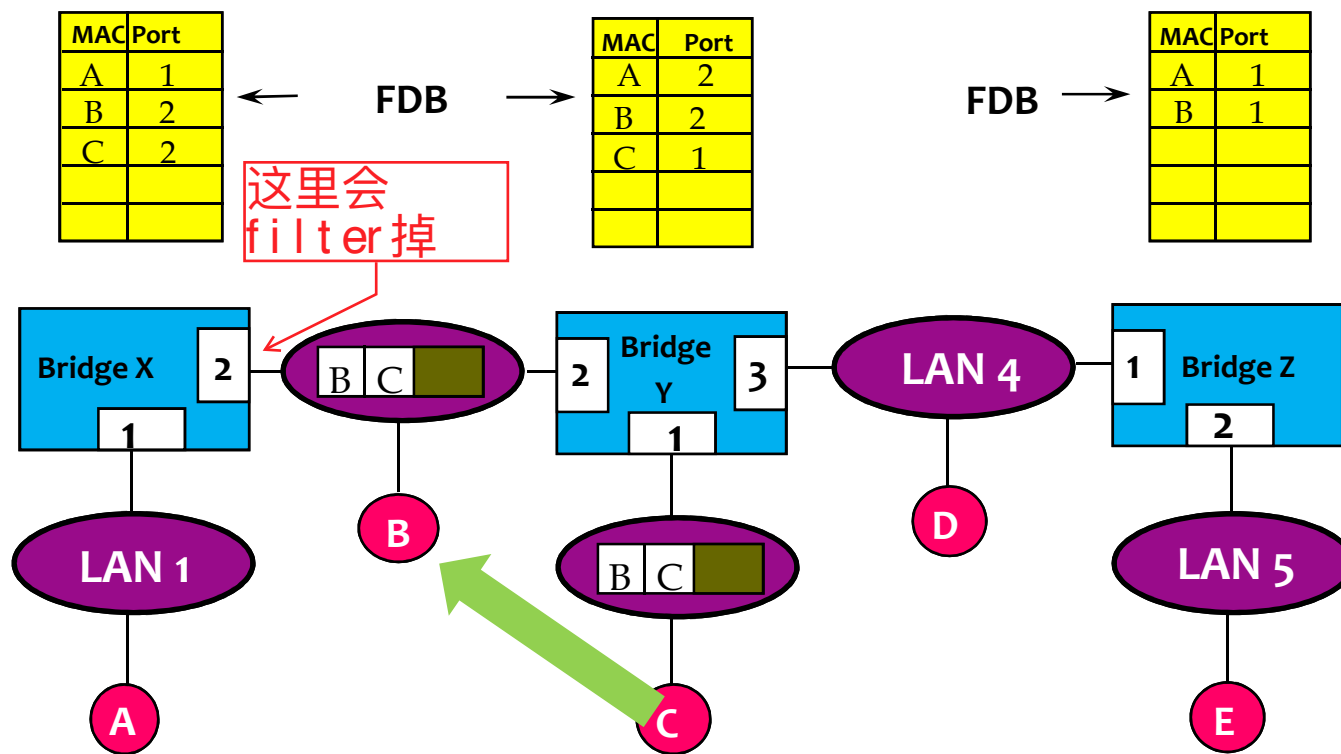 MAC Port
A 1
B 2
C 2
FDB
MAC Port
A 2
B 2
C 1
FDB
MAC Port
A 1
B 1
这里会
filter掉
Bridge X
2
1
B C
2
Bridge
Y
3
1
LAN 4
1
Bridge Z
2
LAN 1
B
B C
D
LAN 5
A
C
E